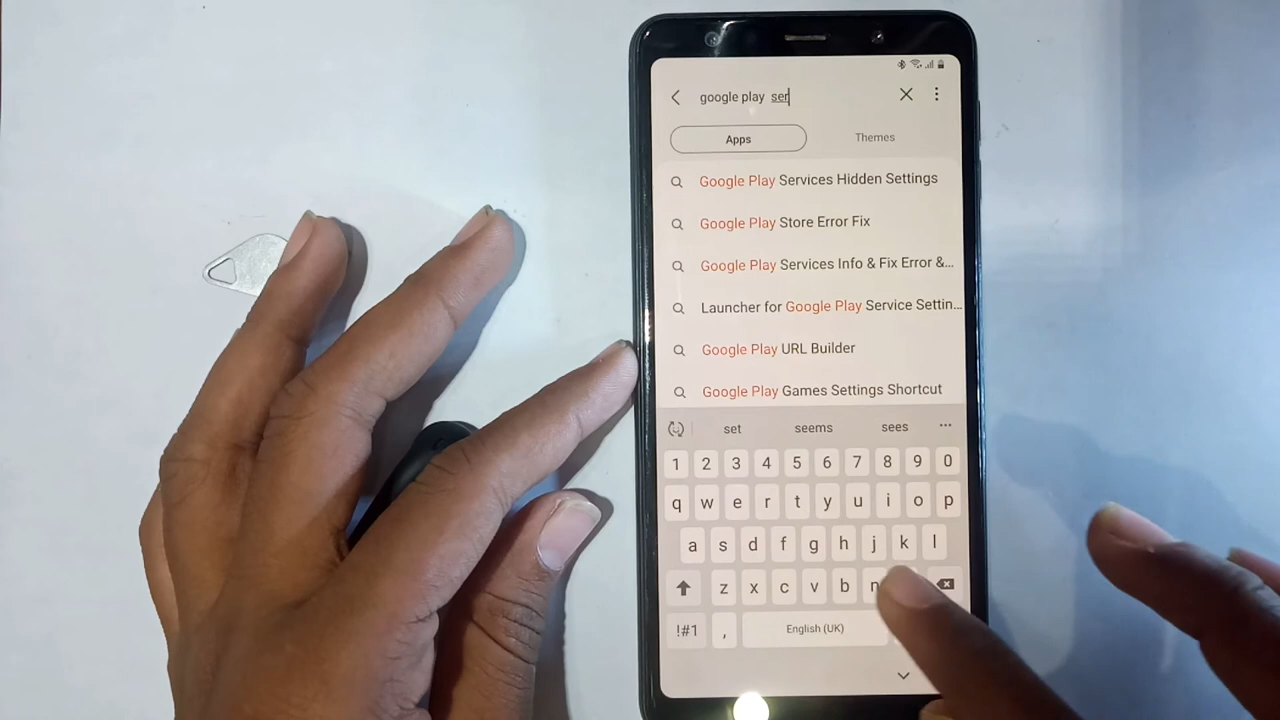 google play ser
Apps
Themes
Google Play Services Hidden Settings
Google Play Store Error Fix
Google Play Services Info & Fix Error &...
Launcher for Google Play Service Settin...
Google Play URL Builder
Google Play Games Settings Shortcut
set seems sees ...
1 2 3 4 5 6 7 8 9 0
q w e r t y u i o p
a s d f g h j k l
z x c v b n
!#1 , English (UK)